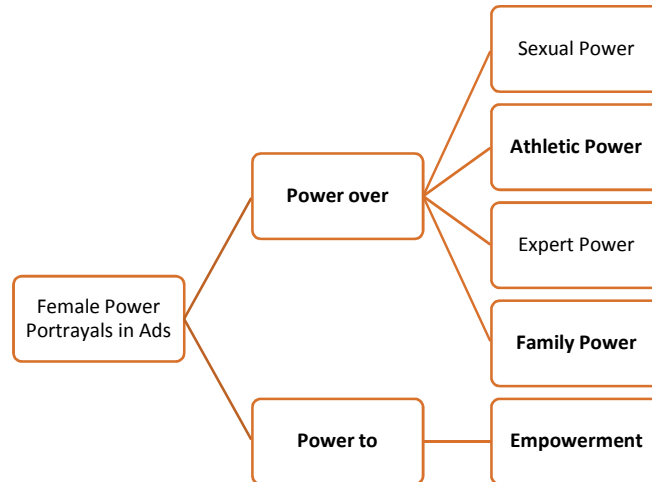 Sexual Power
Athletic Power
Power over
Expert Power
Female Power
Portrayals in Ads
Family Power
Power to
Empowerment